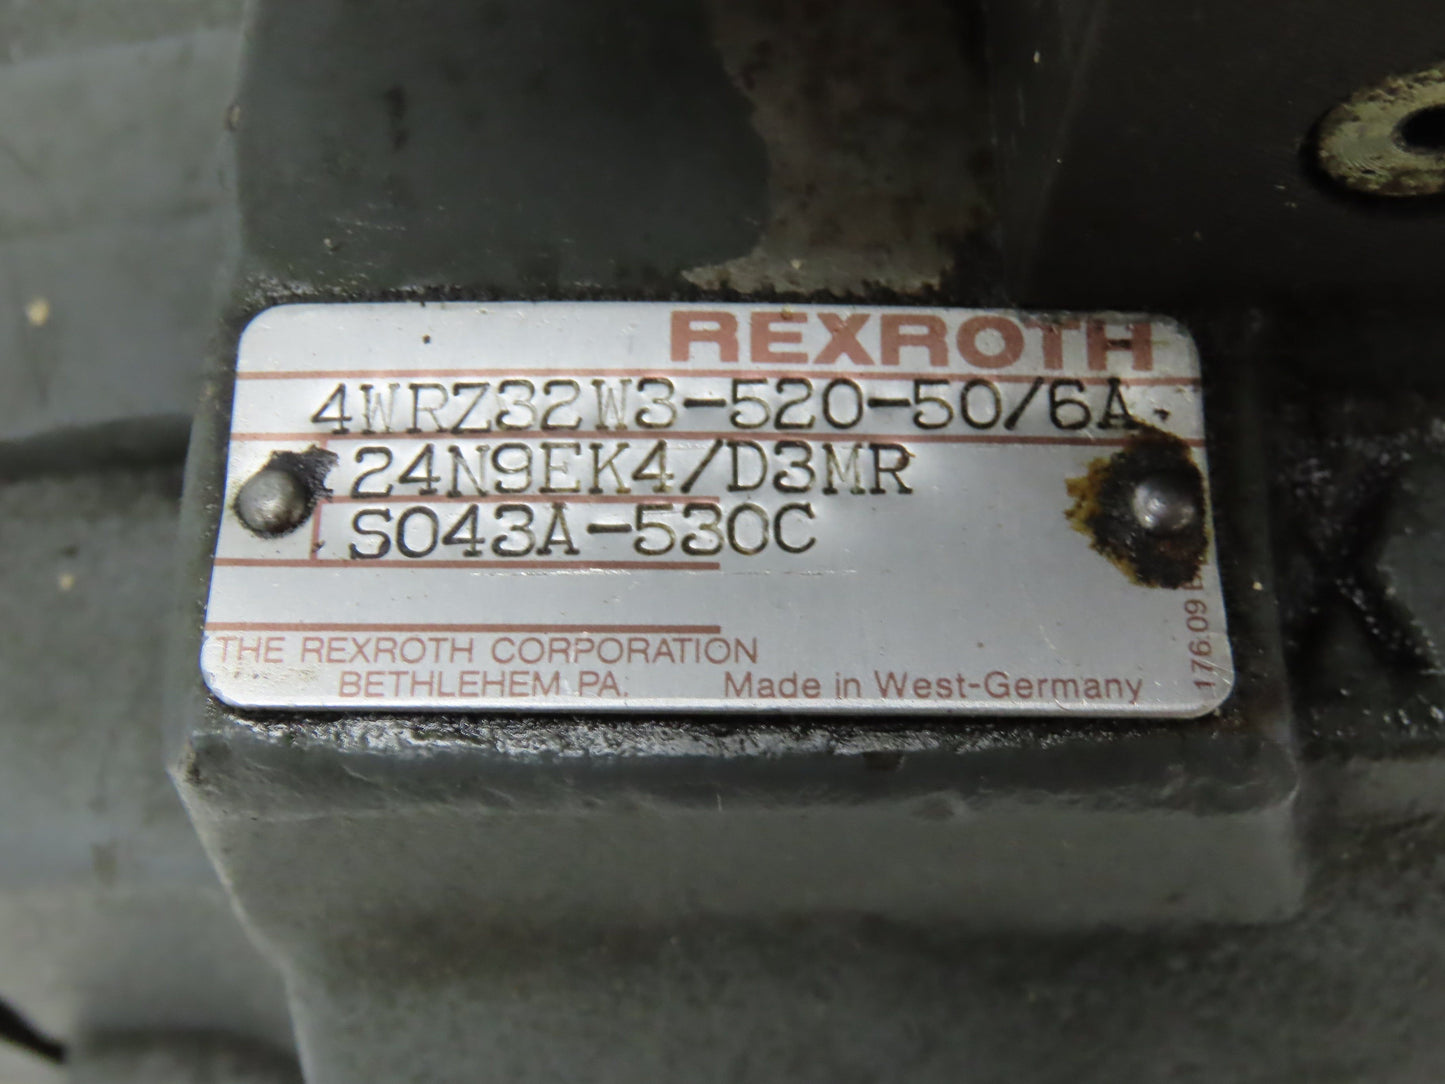 REXROTH
4WRZ32W3-520-50/6A
24N9EK4/D3MR
S043A-530C
THE REXROTH CORPORATION
BETHLEHEM PA.
Made in West-Germany
176.09